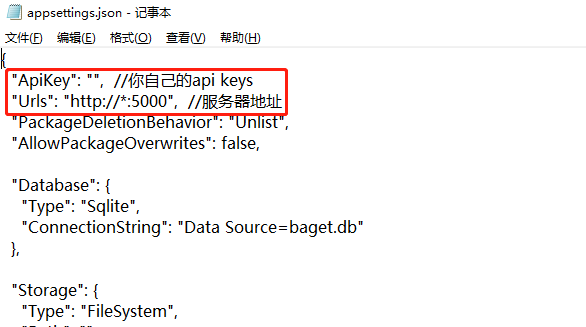 appsettings.json - 记事本
文件(F) 编辑(E) 格式(O) 查看(V) 帮助(H)
{
"ApiKey": "", //你自己的api keys
"Urls": "http://*:5000", //服务器地址
"PackageDeletionBehavior": "Unlist",
"AllowPackageOverwrites": false,
"Database": {
"Type": "Sqlite",
"ConnectionString": "Data Source=baget.db"
},
"Storage": {
"Type": "FileSystem",